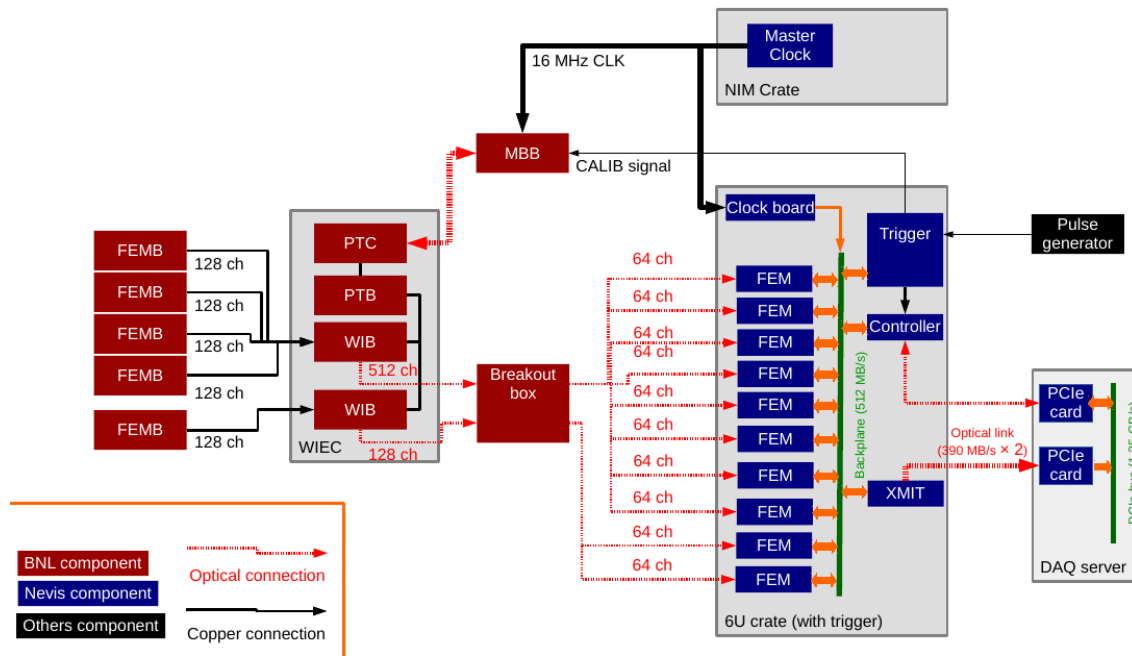 Master
Clock
16 MHz CLK
NIM Crate
MBB
CALIB signal
Clock board
Trigger
Pulse
generator
FEMB
128 ch
FEMB
128 ch
FEMB
128 ch
FEMB
128 ch
FEMB
128 ch
PTC
PTB
WIB
512 ch
WIB
128 ch
WIEC
Breakout
box
64 ch
64 ch
64 ch
64 ch
64 ch
64 ch
64 ch
64 ch
64 ch
64 ch
FEM
FEM
FEM
FEM
FEM
FEM
FEM
FEM
FEM
FEM
Backplane (512 MB/s)
Controller
XMIT
6U crate (with trigger)
Optical link
(390 MB/s × 2)
PCIe
card
PCIe
card
PCIe bus (1.25 GB/s)
DAQ server
BNL component
Nevis component
Others component
Optical connection
Copper connection